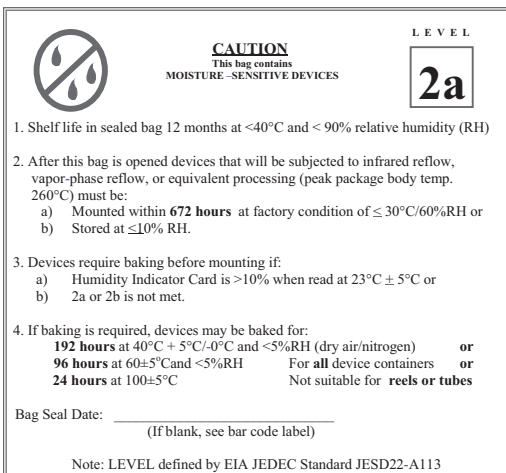 LEVEL
CAUTION
This bag contains
MOISTURE –SENSITIVE DEVICES
2a
1. Shelf life in sealed bag 12 months at <40°C and < 90% relative humidity (RH)
2. After this bag is opened devices that will be subjected to infrared reflow,
vapor-phase reflow, or equivalent processing (peak package body temp.
260°C) must be:
a) Mounted within 672 hours at factory condition of ≤ 30°C/60%RH or
b) Stored at ≤10% RH.
3. Devices require baking before mounting if:
a) Humidity Indicator Card is >10% when read at 23°C ± 5°C or
b) 2a or 2b is not met.
4. If baking is required, devices may be baked for:
192 hours at 40°C + 5°C/-0°C and <5%RH (dry air/nitrogen) or
96 hours at 60±5°Cand <5%RH For all device containers or
24 hours at 100±5°C Not suitable for reels or tubes
Bag Seal Date: ____________________________
(If blank, see bar code label)
Note: LEVEL defined by EIA JEDEC Standard JESD22-A113